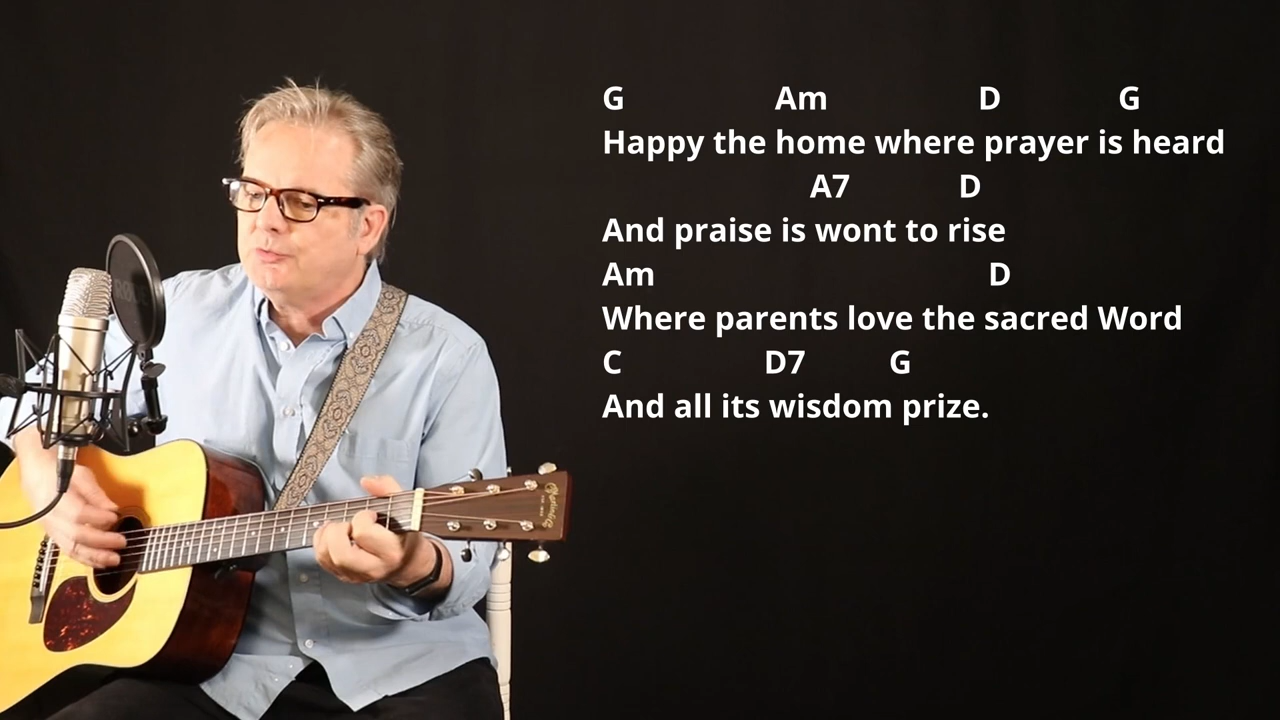 G Am D G
Happy the home where prayer is heard
A7 D
And praise is wont to rise
Am D
Where parents love the sacred Word
C D7 G
And all its wisdom prize.